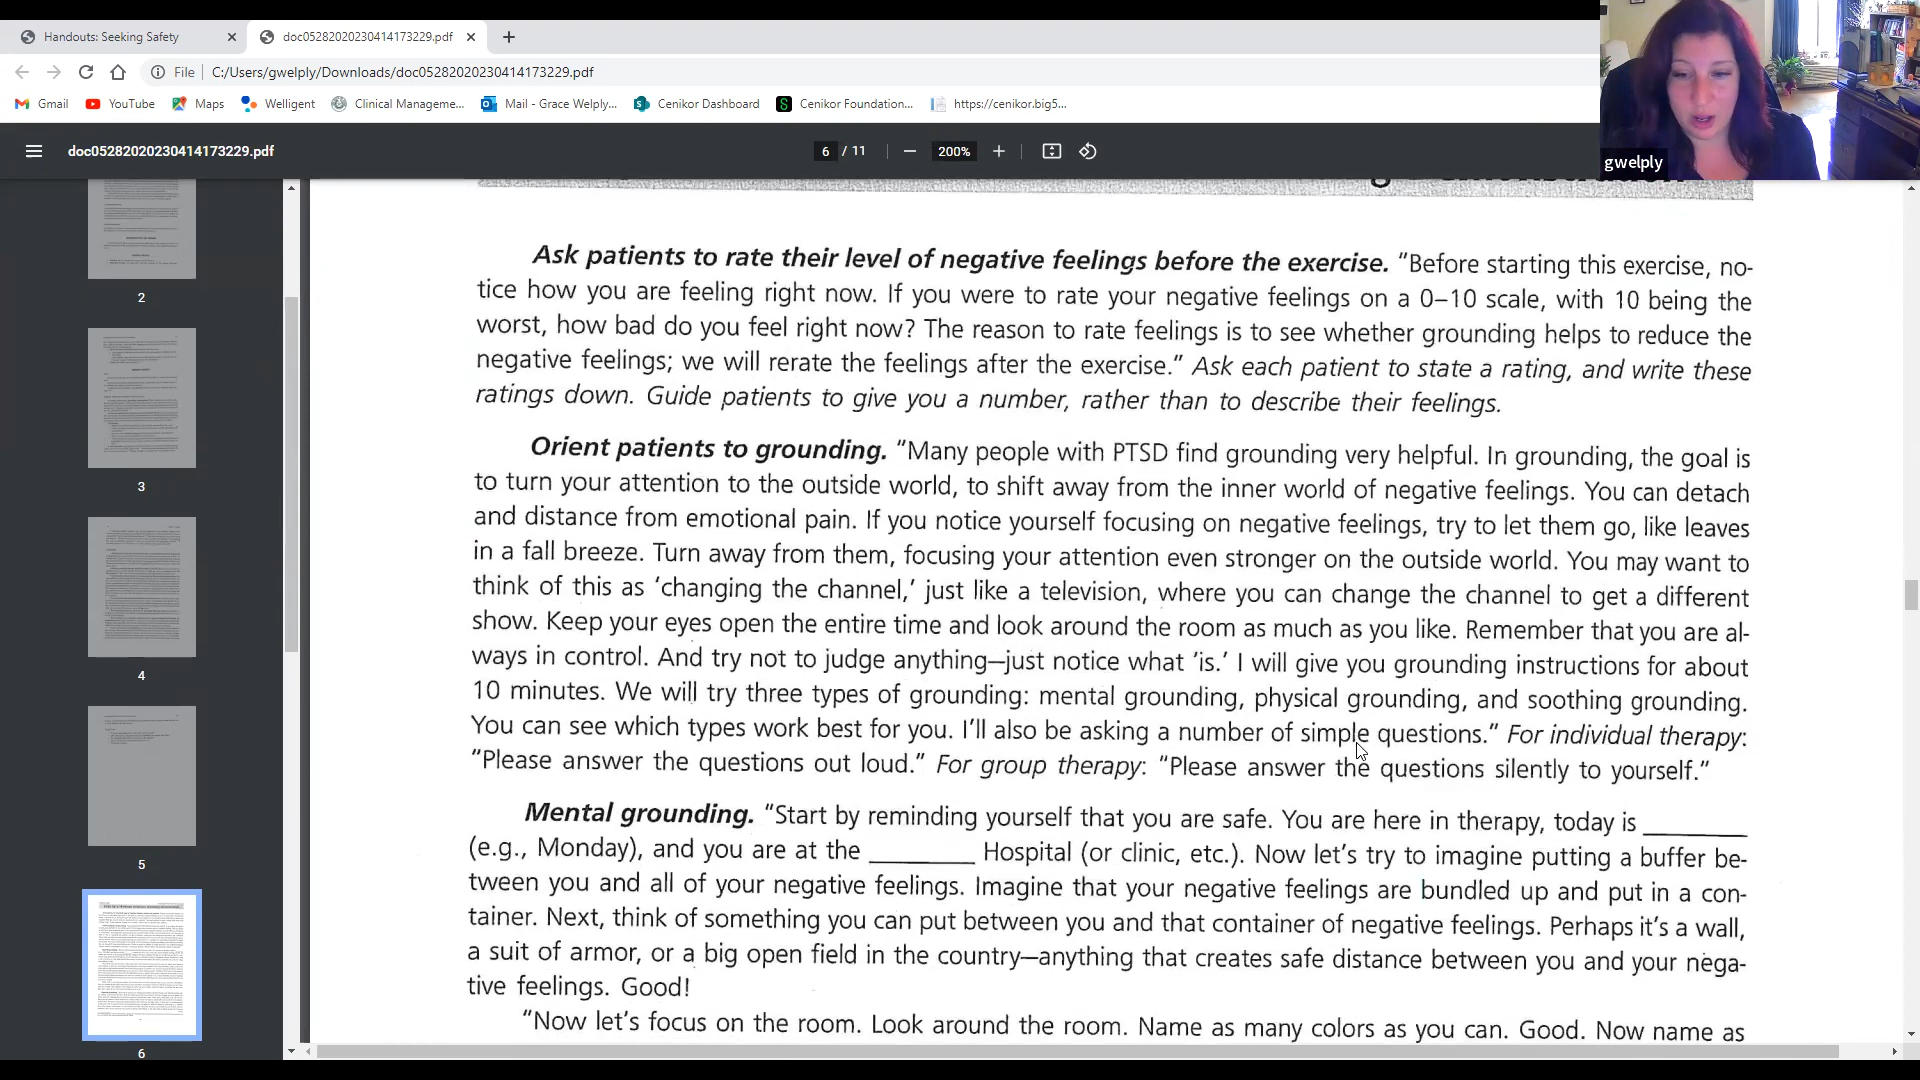 Handouts: Seeking Safety
doc05282020230414173229.pdf
File
C:/Users/gwelply/Downloads/doc05282020230414173229.pdf
Gmail
YouTube
Maps
Welligent
Clinical Manageme...
Mail - Grace Welply...
Cenikor Dashboard
Cenikor Foundation...
https://cenikor.big5...
gwelply
doc05282020230414173229.pdf
6 / 11
200%
2
3
4
5
6
Ask patients to rate their level of negative feelings before the exercise. "Before starting this exercise, no-
tice how you are feeling right now. If you were to rate your negative feelings on a 0–10 scale, with 10 being the
worst, how bad do you feel right now? The reason to rate feelings is to see whether grounding helps to reduce the
negative feelings; we will rerate the feelings after the exercise." Ask each patient to state a rating, and write these
ratings down. Guide patients to give you a number, rather than to describe their feelings.
Orient patients to grounding. "Many people with PTSD find grounding very helpful. In grounding, the goal is
to turn your attention to the outside world, to shift away from the inner world of negative feelings. You can detach
and distance from emotional pain. If you notice yourself focusing on negative feelings, try to let them go, like leaves
in a fall breeze. Turn away from them, focusing your attention even stronger on the outside world. You may want to
think of this as 'changing the channel,' just like a television, where you can change the channel to get a different
show. Keep your eyes open the entire time and look around the room as much as you like. Remember that you are al-
ways in control. And try not to judge anything—just notice what 'is.' I will give you grounding instructions for about
10 minutes. We will try three types of grounding: mental grounding, physical grounding, and soothing grounding.
You can see which types work best for you. I'll also be asking a number of simple questions." For individual therapy:
"Please answer the questions out loud." For group therapy: "Please answer the questions silently to yourself."
Mental grounding. "Start by reminding yourself that you are safe. You are here in therapy, today is ________
(e.g., Monday), and you are at the ________ Hospital (or clinic, etc.). Now let's try to imagine putting a buffer be-
tween you and all of your negative feelings. Imagine that your negative feelings are bundled up and put in a con-
tainer. Next, think of something you can put between you and that container of negative feelings. Perhaps it's a wall,
a suit of armor, or a big open field in the country—anything that creates safe distance between you and your nega-
tive feelings. Good!
"Now let's focus on the room. Look around the room. Name as many colors as you can. Good. Now name as